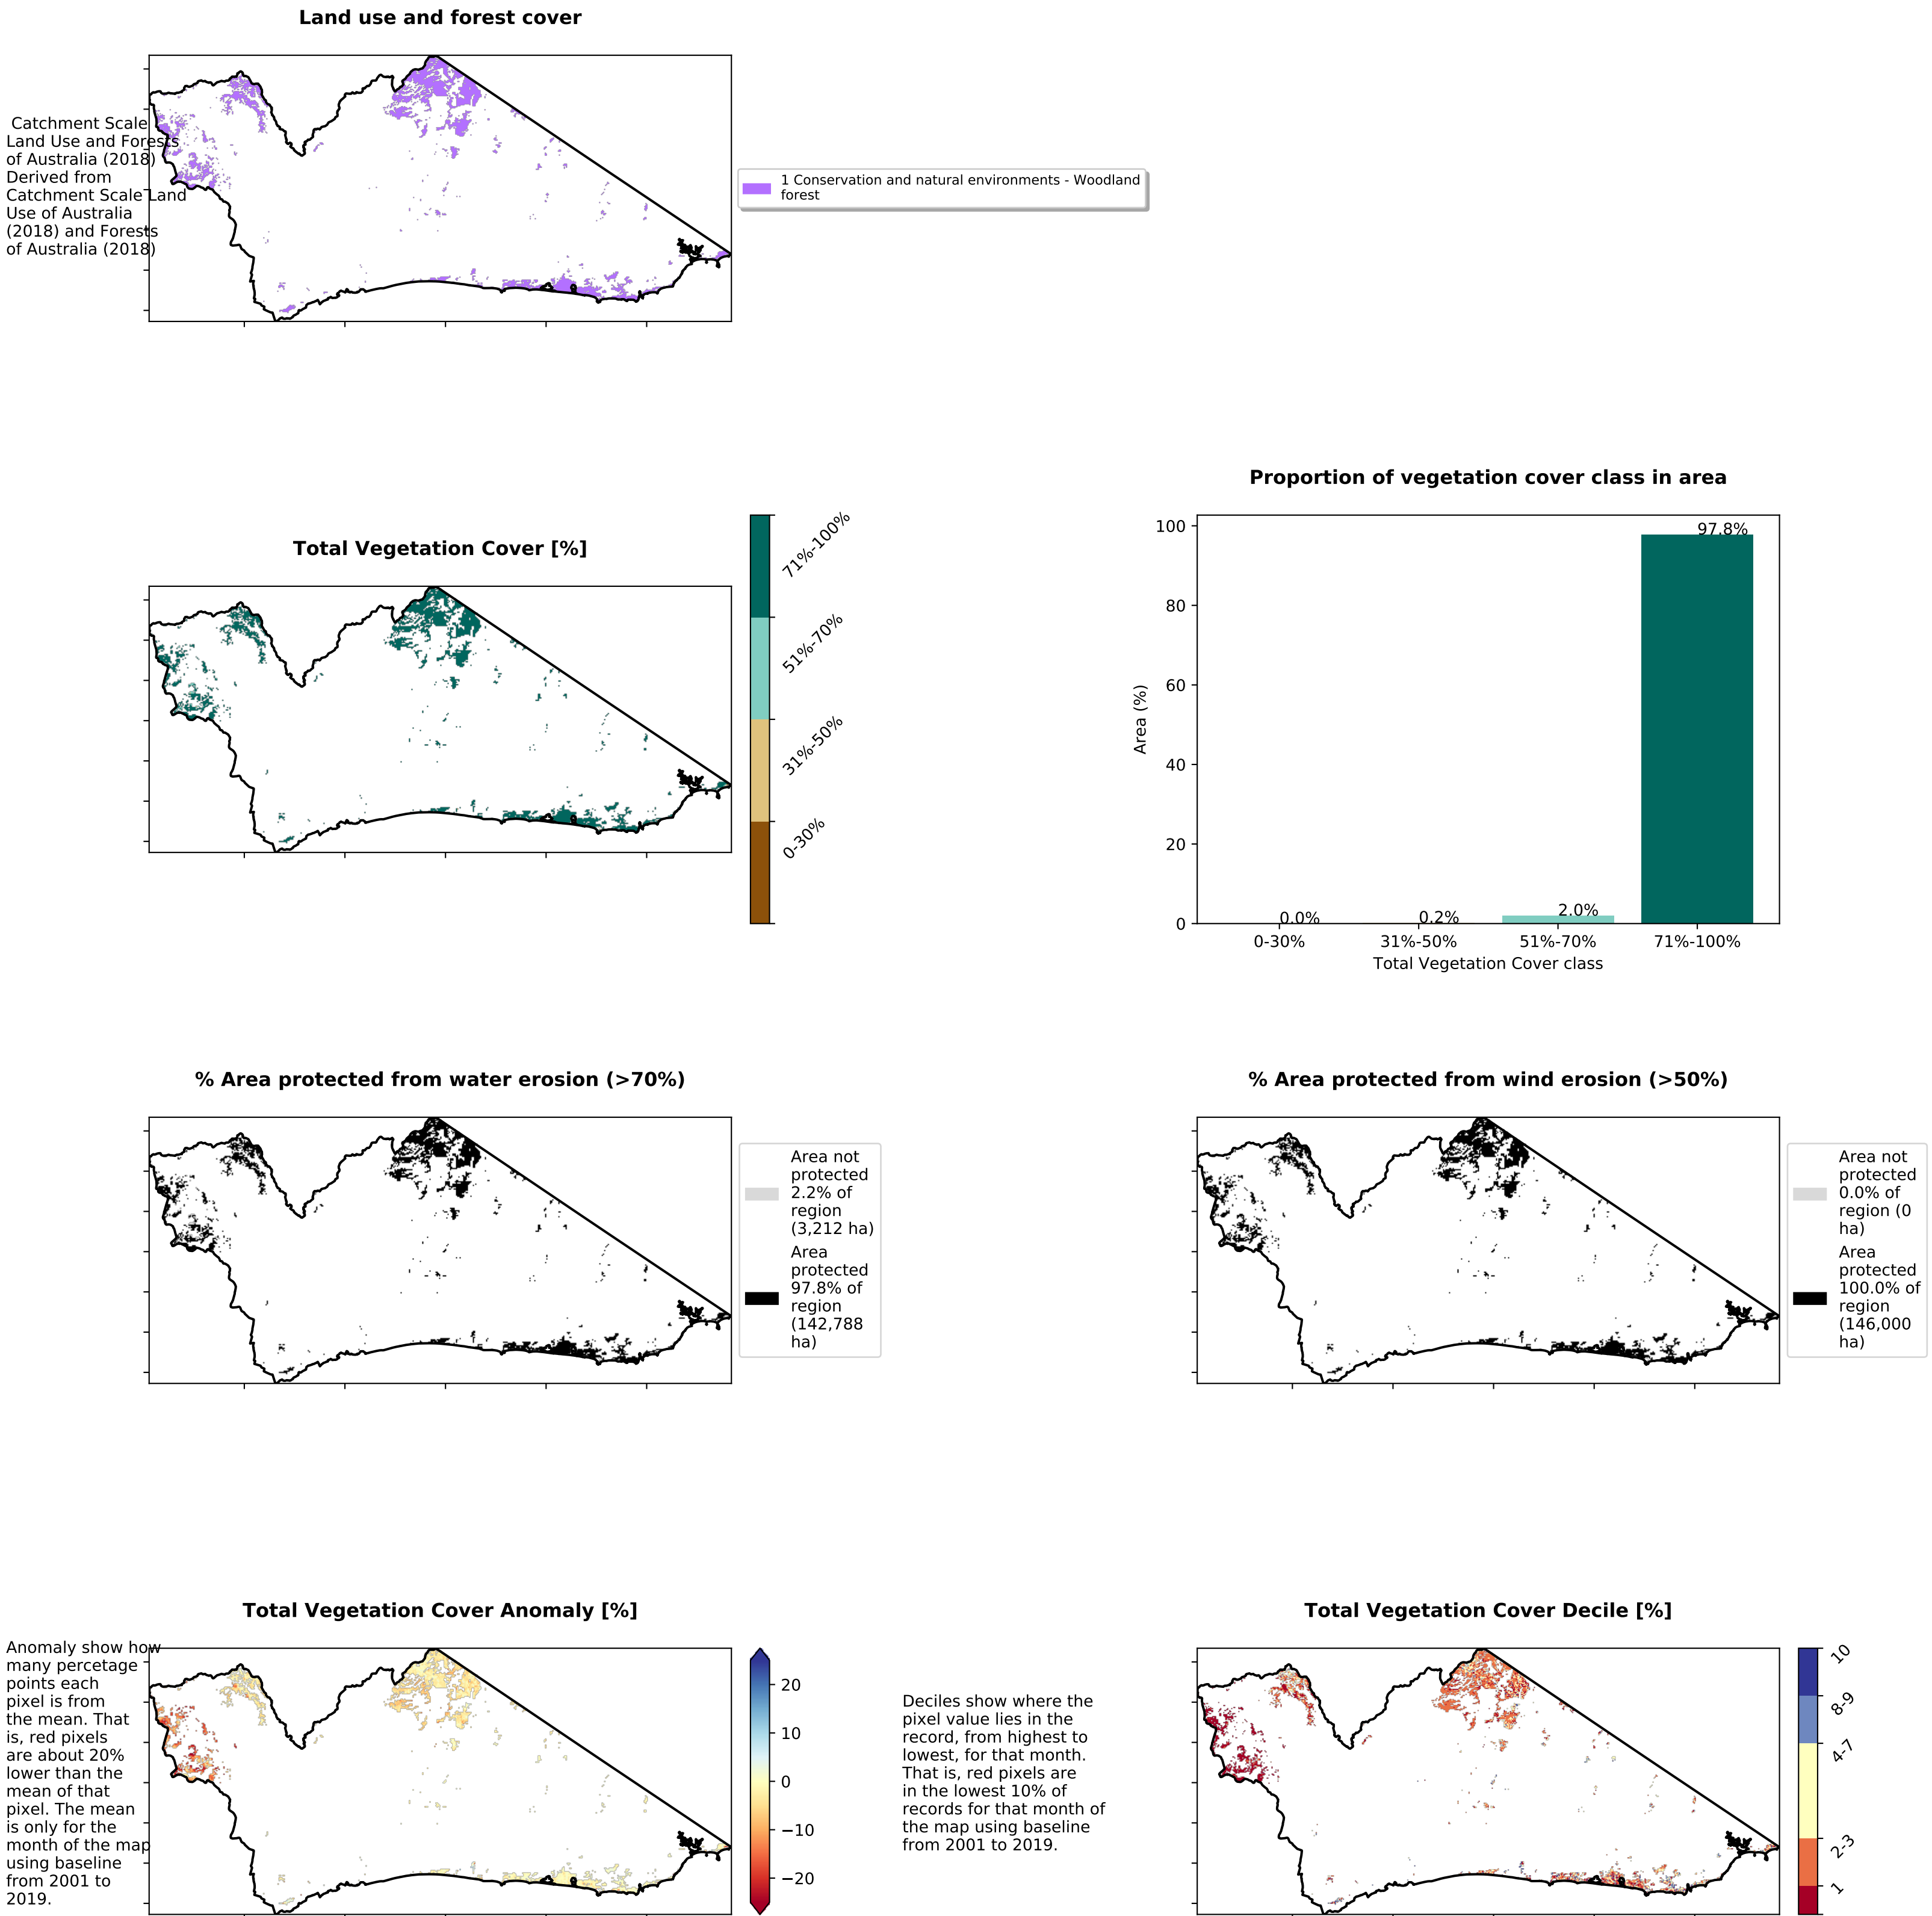 Land use and forest cover
Catchment Scale
Land Use and Forests
of Australia (2018)
Derived from
Catchment Scale Land
Use of Australia
(2018) and Forests
of Australia (2018)
1 Conservation and natural environments - Woodland
forest
Total Vegetation Cover [%]
71%-100%
51%-70%
31%-50%
0-30%
Proportion of vegetation cover class in area
Area (%)
100
80
60
40
20
0
0.0%
0.2%
2.0%
97.8%
0-30%
31%-50%
51%-70%
71%-100%
Total Vegetation Cover class
% Area protected from water erosion (>70%)
Area not
protected
2.2% of
region
(3,212 ha)
Area
protected
97.8% of
region
(142,788
ha)
% Area protected from wind erosion (>50%)
Area not
protected
0.0% of
region (0
ha)
Area
protected
100.0% of
region
(146,000
ha)
Total Vegetation Cover Anomaly [%]
Anomaly show how
many percetage
points each
pixel is from
the mean. That
is, red pixels
are about 20%
lower than the
mean of that
pixel. The mean
is only for the
month of the map
using baseline
from 2001 to
2019.
20
10
0
−10
−20
Total Vegetation Cover Decile [%]
Deciles show where the
pixel value lies in the
record, from highest to
lowest, for that month.
That is, red pixels are
in the lowest 10% of
records for that month of
the map using baseline
from 2001 to 2019.
10
8-9
4-7
2-3
1